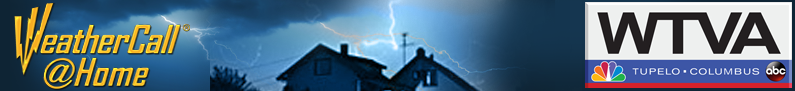 WeatherCall®
@Home
WTVA
TUPELO • COLUMBUS abc